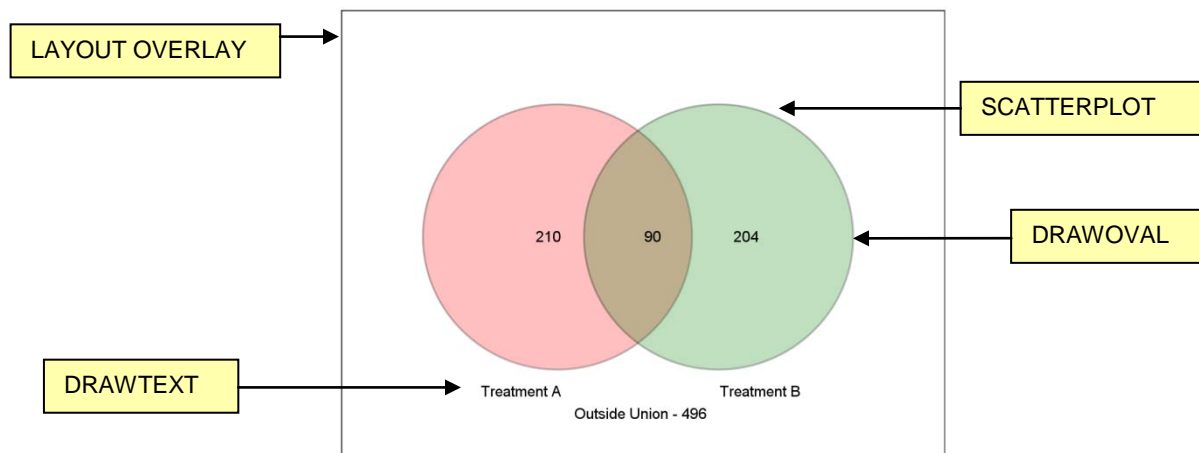 LAYOUT OVERLAY
SCATTERPLOT
210 90 204
DRAWOVAL
DRAWTEXT
Treatment A Treatment B
Outside Union - 496